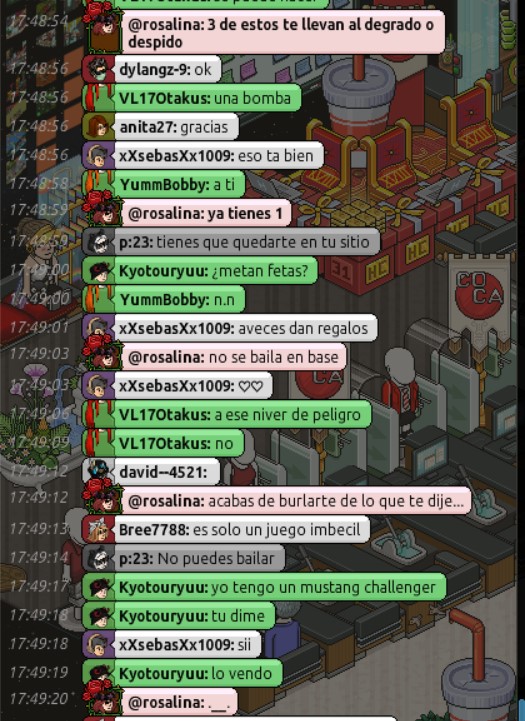 17:48:54 @rosalina: 3 de estos te llevan al degrado o
despido
17:48:56 dylangz-9: ok
17:48:56 VL17Otakus: una bomba
17:48:56 anita27: gracias
17:48:56 xXsebasXx1009: eso ta bien
17:48:58 YummBobby: a ti
17:48:59 @rosalina: ya tienes 1
17:48:59 p:23: tienes que quedarte en tu sitio
17:49:00 Kyotouryuu: ¿metan fetas?
17:49:00 YummBobby: n.n
17:49:01 xXsebasXx1009: aveces dan regalos
17:49:03 @rosalina: no se baila en base
17:49:03 xXsebasXx1009: ♡♡
17:49:06 VL17Otakus: a ese niver de peligro
17:49:09 VL17Otakus: no
17:49:12 david--4521:
17:49:12 @rosalina: acabas de burlarte de lo que te dije...
17:49:13 Bree7788: es solo un juego imbecil
17:49:14 p:23: No puedes bailar
17:49:17 Kyotouryuu: yo tengo un mustang challenger
17:49:18 Kyotouryuu: tu dime
17:49:18 xXsebasXx1009: sii
17:49:19 Kyotouryuu: lo vendo
17:49:20 @rosalina: .__.
XVIII
XVIII
31
HC
HC
COCA
CA